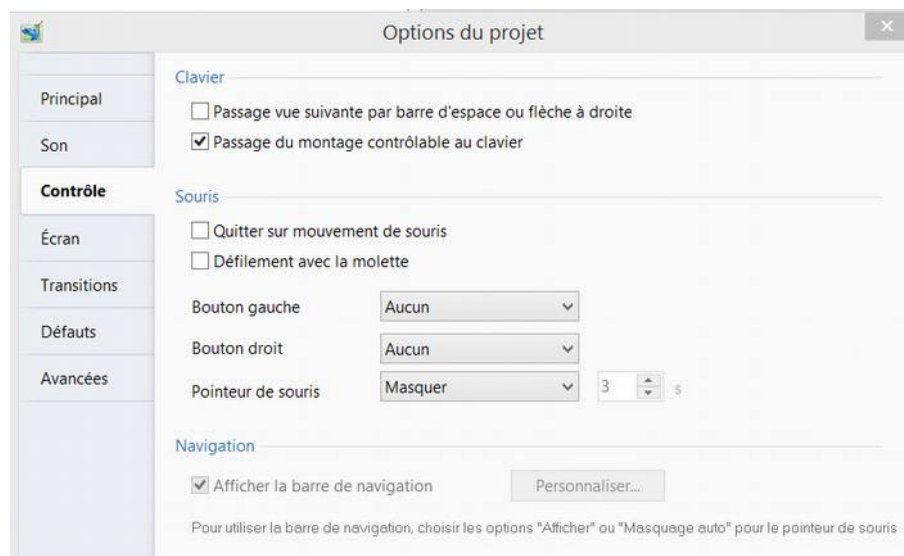 Options du projet
Clavier
Principal
Passage vue suivante par barre d'espace ou flèche à droite
Son
Passage du montage contrôlable au clavier
Contrôle
Souris
Écran
Quitter sur mouvement de souris
Défilement avec la molette
Transitions
Bouton gauche
Aucun
Défauts
Bouton droit
Aucun
Avancées
Pointeur de souris
Masquer
3
s
Navigation
Afficher la barre de navigation
Personnaliser...
Pour utiliser la barre de navigation, choisir les options "Afficher" ou "Masquage auto" pour le pointeur de souris